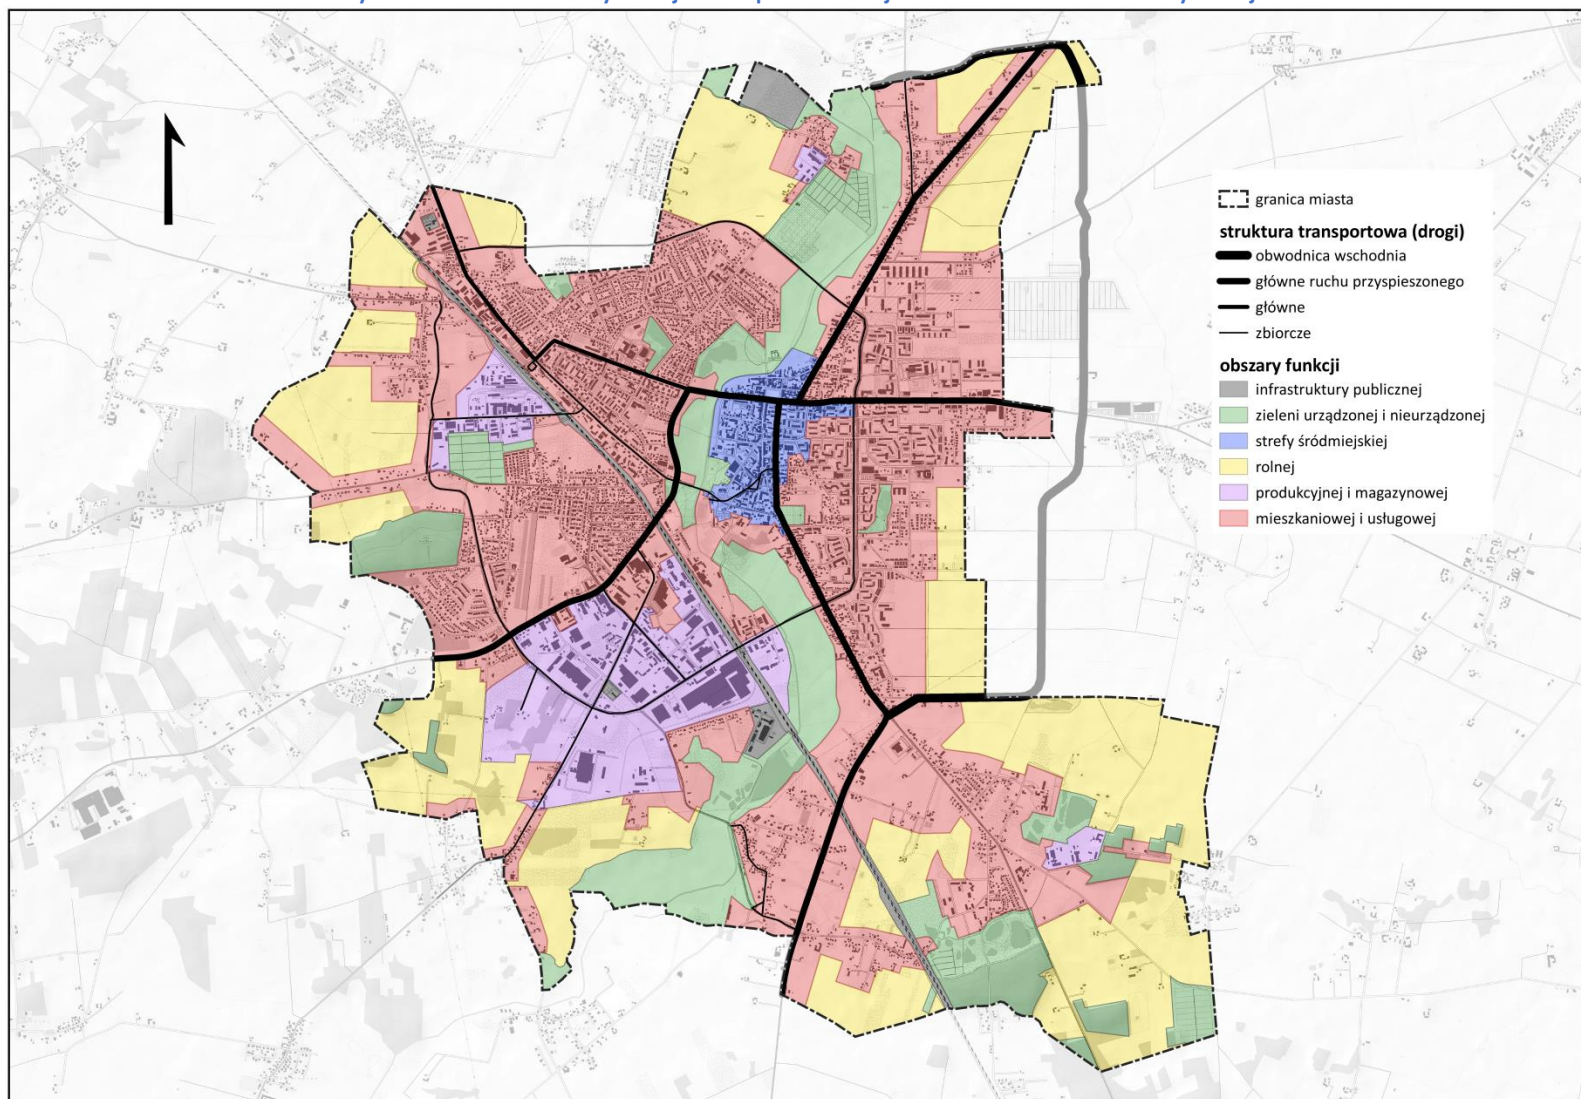 granica miasta
struktura transportowa (drogi)
obwodnica wschodnia
główne ruchu przyspieszonego
główne
zbiorcze
obszary funkcji
infrastruktury publicznej
zieleni urządzonej i nieurządzonej
strefy śródmiejskiej
rolnej
produkcyjnej i magazynowej
mieszkaniowej i usługowej